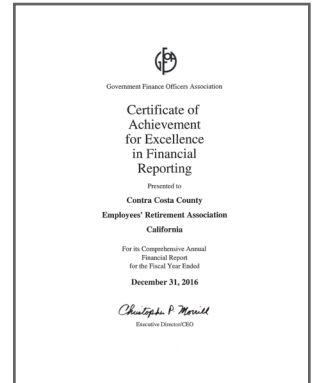 Government Finance Officers Association
Certificate of
Achievement
for Excellence
in Financial
Reporting
Presented to
Contra Costa County
Employees' Retirement Association
California
For its Comprehensive Annual
Financial Report
for the Fiscal Year Ended
December 31, 2016
Christopher P. Morrill
Executive Director/CEO